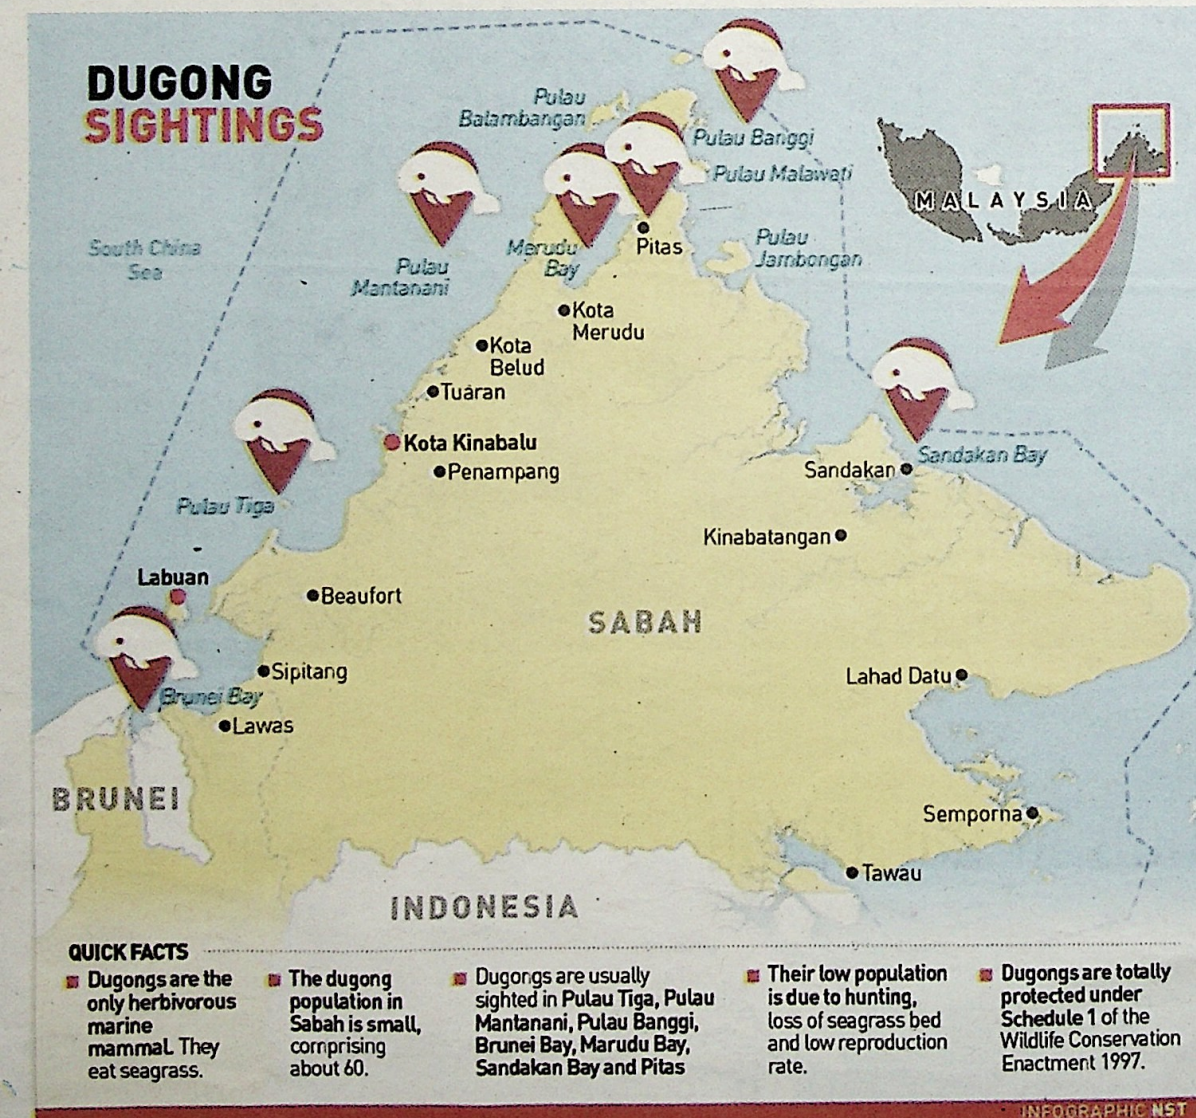 DUGONG
SIGHTINGS
Pulau
Balambangan
Pulau Banggi
Pulau Malawati
MALAYSIA
South China
Sea
Pulau
Mantanani
Merudu
Bay
Pitas
Pulau
Jambongan
Kota
Merudu
Kota
Belud
Tuaran
Kota Kinabalu
Penampang
Sandakan
Sandakan Bay
Pulau Tiga
Kinabatangan
Labuan
Beaufort
SABAH
Sipitang
Lahad Datu
Brunei Bay
Lawas
BRUNEI
Semporna
Tawau
INDONESIA
QUICK FACTS
Dugongs are the
only herbivorous
marine
mammal. They
eat seagrass.
The dugong
population in
Sabah is small,
comprising
about 60.
Dugongs are usually
sighted in Pulau Tiga, Pulau
Mantanani, Pulau Banggi,
Brunei Bay, Marudu Bay,
Sandakan Bay and Pitas
Their low population
is due to hunting,
loss of seagrass bed
and low reproduction
rate.
Dugongs are totally
protected under
Schedule 1 of the
Wildlife Conservation
Enactment 1997.
INFOGRAPHIC NST